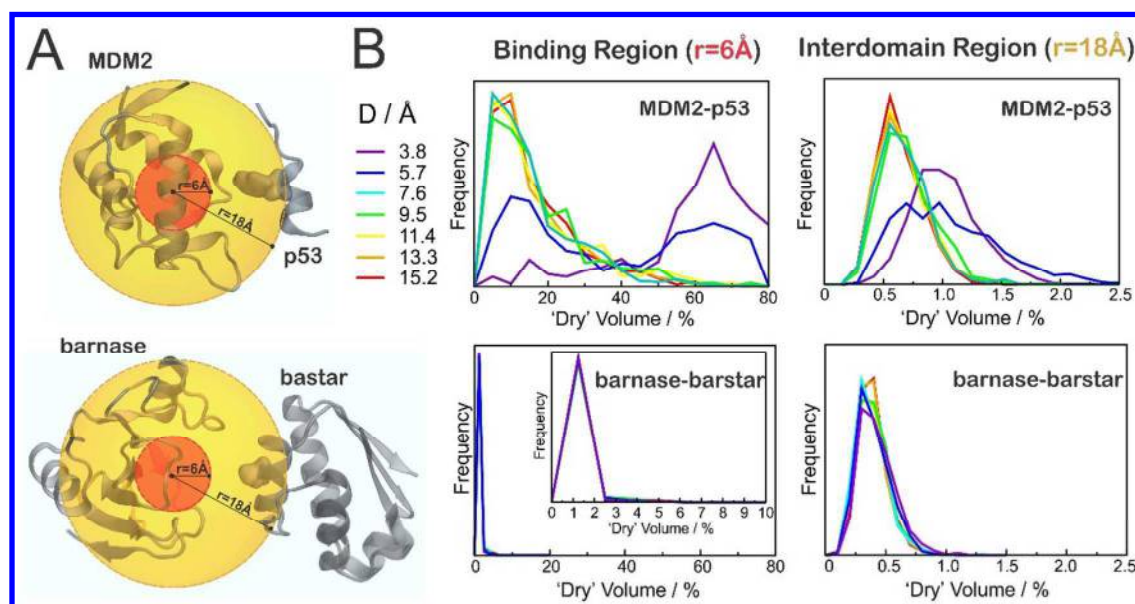 A
MDM2
r=6Å
r=18Å
p53
barnase
bastar
r=6Å
r=18Å
B
Binding Region (r=6Å)
Interdomain Region (r=18Å)
D / Å
3.8
5.7
7.6
9.5
11.4
13.3
15.2
MDM2-p53
Frequency
0 20 40 60 80
'Dry' Volume / %
MDM2-p53
Frequency
0 0.5 1.0 1.5 2.0 2.5
'Dry' Volume / %
barnase-barstar
Frequency
Frequency
0 1 2 3 4 5 6 7 8 9 10
'Dry' Volume / %
0 20 40 60 80
'Dry' Volume / %
barnase-barstar
Frequency
0 0.5 1.0 1.5 2.0 2.5
'Dry' Volume / %